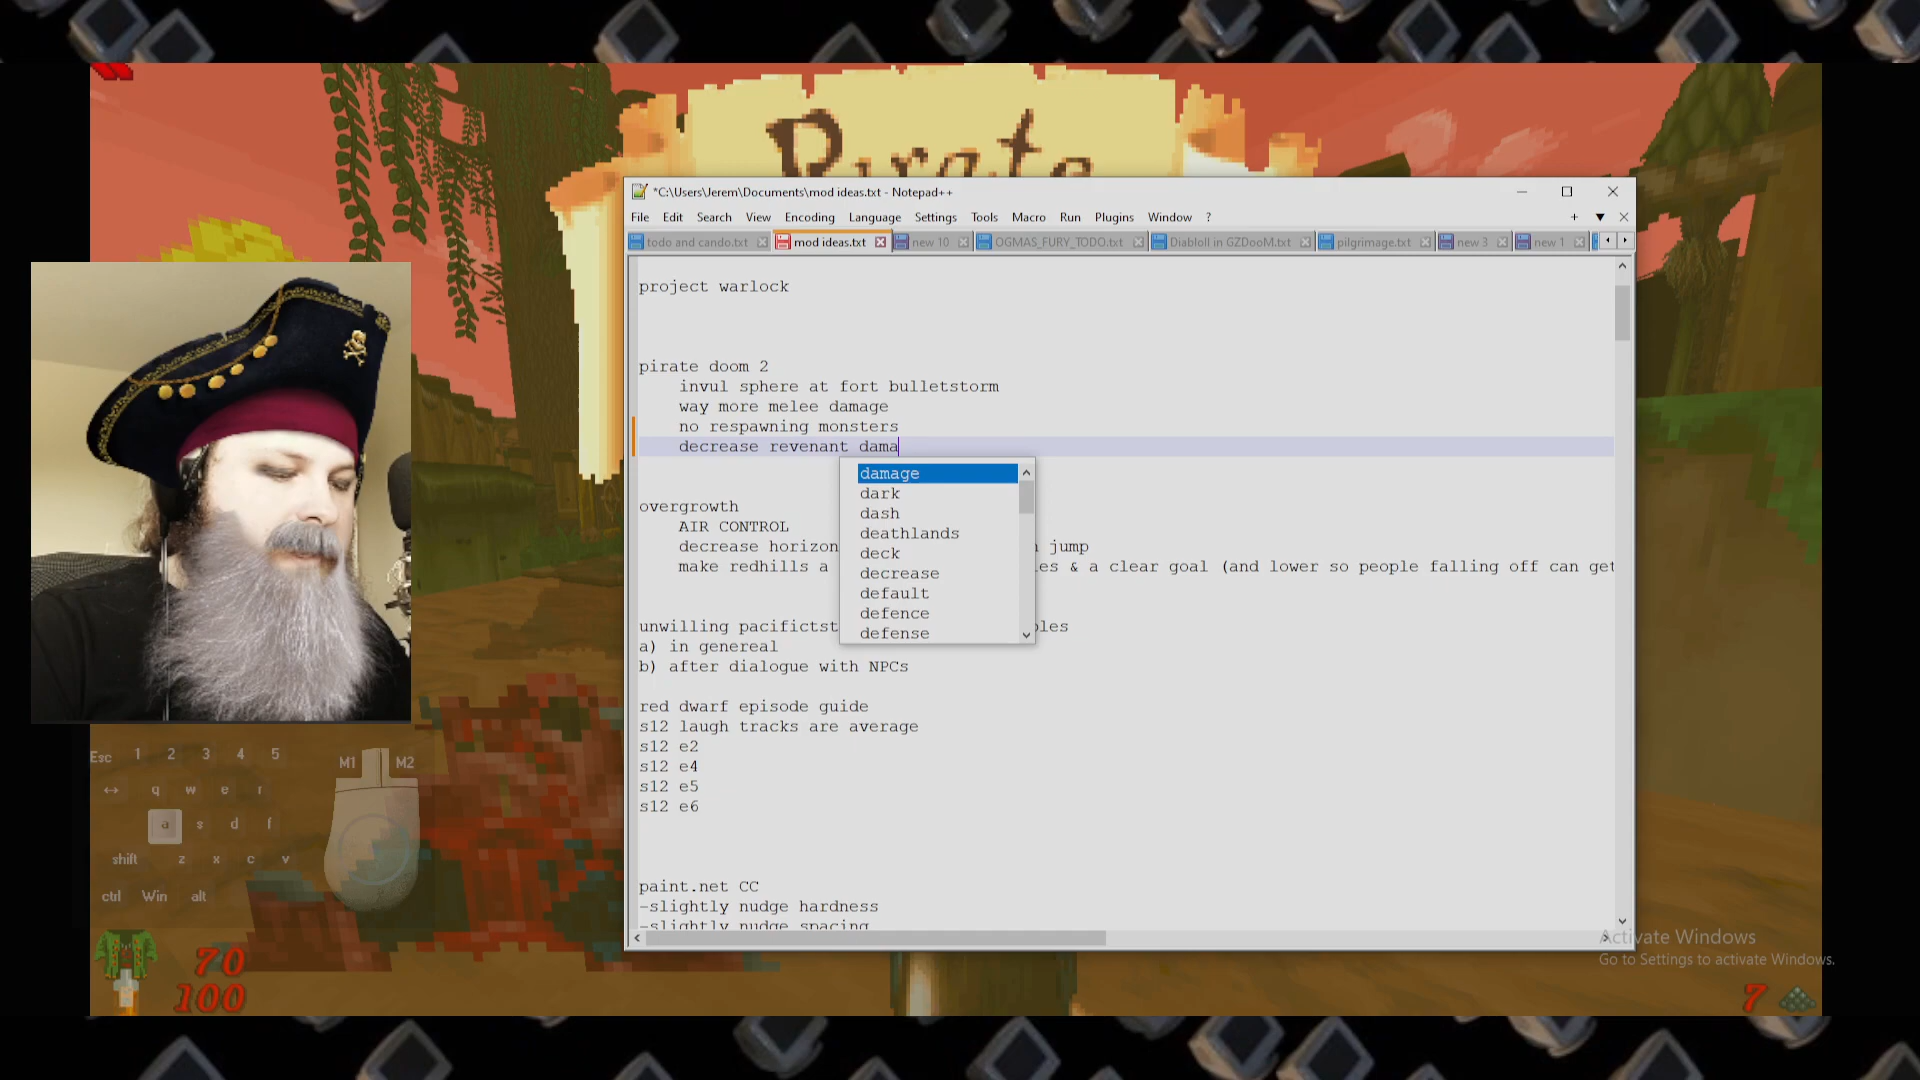 Pirate
*C:\Users\Jerem\Documents\mod ideas.txt - Notepad++
File Edit Search View Encoding Language Settings Tools Macro Run Plugins Window ?
todo and cando.txt mod ideas.txt new 10 OGMAS_FURY_TODO.txt DiabloII in GZDooM.txt pilgrimage.txt new 3 new 1
project warlock
pirate doom 2
invul sphere at fort bulletstorm
way more melee damage
no respawning monsters
decrease revenant dama
damage
dark
dash
deathlands
deck
decrease
default
defence
defense
overgrowth
AIR CONTROL
decrease horizon jump
make redhills a es & a clear goal (and lower so people falling off can get
unwilling pacifictst les
a) in genereal
b) after dialogue with NPCs
red dwarf episode guide
s12 laugh tracks are average
s12 e2
s12 e4
s12 e5
s12 e6
paint.net CC
-slightly nudge hardness
-slightly nudge spacing
Esc 1 2 3 4 5
M1 M2
↔ q w e r
a s d f
shift z x c v
ctrl Win alt
70
100
7
Activate Windows
Go to Settings to activate Windows.